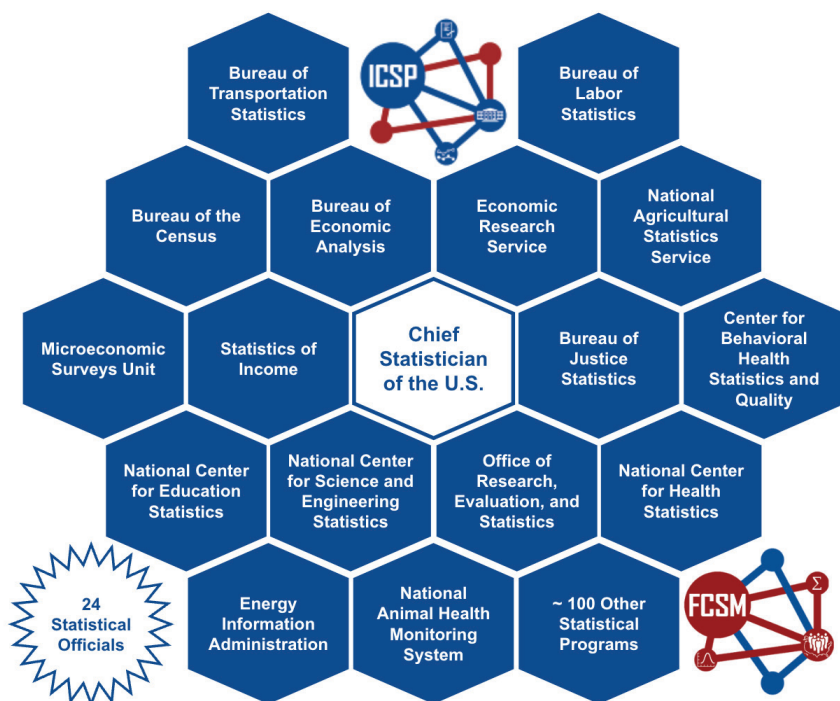 Bureau of
Transportation
Statistics
ICSP
Bureau of
Labor
Statistics
Bureau of the
Census
Bureau of
Economic
Analysis
Economic
Research
Service
National
Agricultural
Statistics
Service
Microeconomic
Surveys Unit
Statistics of
Income
Chief
Statistician
of the U.S.
Bureau of
Justice
Statistics
Center for
Behavioral
Health
Statistics and
Quality
National Center
for Education
Statistics
National Center
for Science and
Engineering
Statistics
Office of
Research,
Evaluation, and
Statistics
National Center
for Health
Statistics
24
Statistical
Officials
Energy
Information
Administration
National
Animal Health
Monitoring
System
~ 100 Other
Statistical
Programs
FCSM
Σ